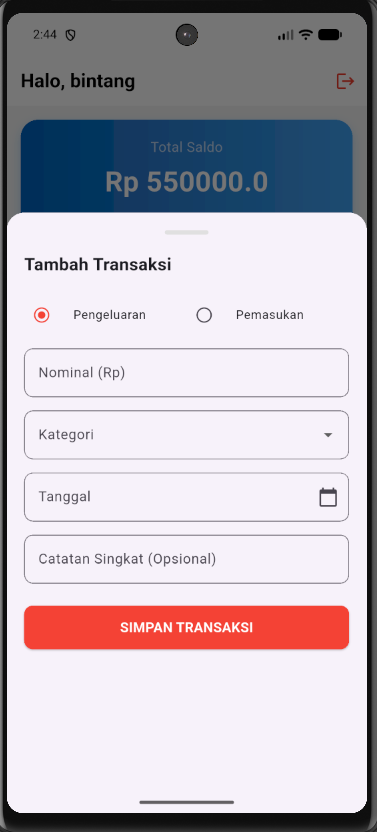 2:44
Halo, bintang
Total Saldo
Rp 550000.0
Tambah Transaksi
Pengeluaran Pemasukan
Nominal (Rp)
Kategori
Tanggal
Catatan Singkat (Opsional)
SIMPAN TRANSAKSI